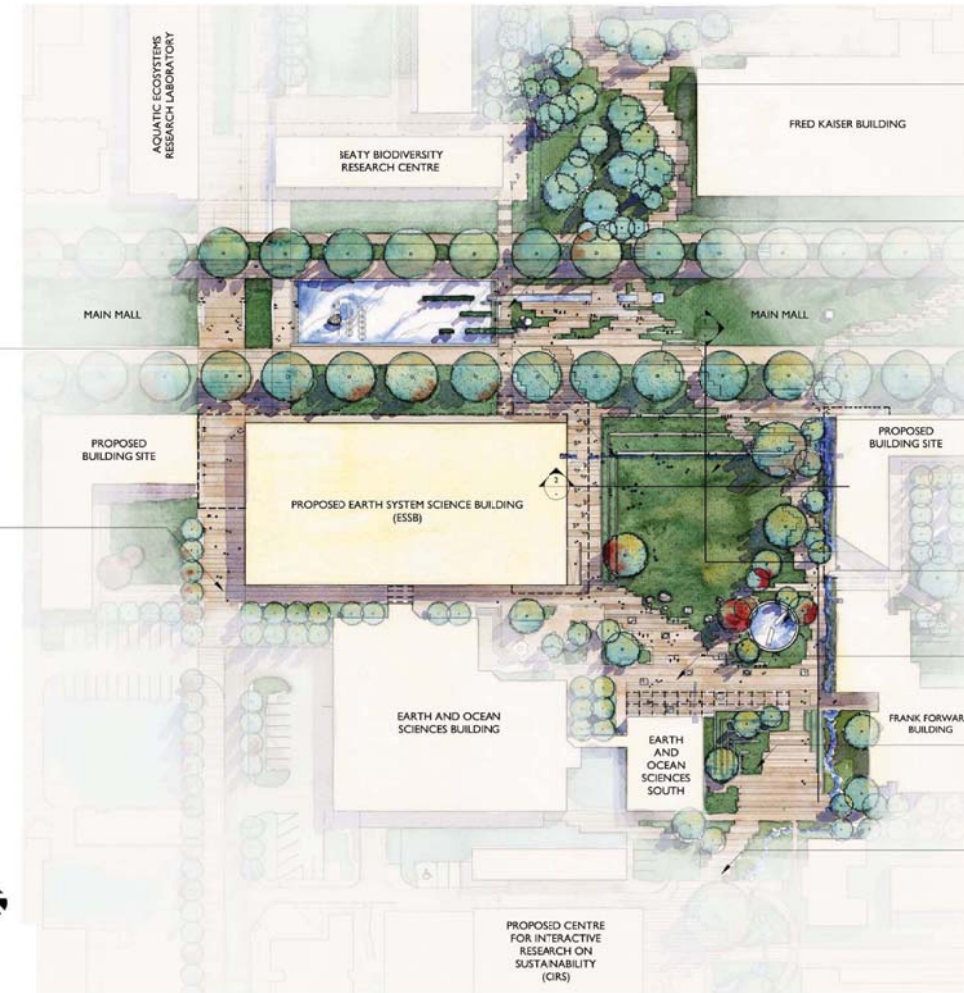 AQUATIC ECOSYSTEMS
RESEARCH LABORATORY
BEATY BIODIVERSITY
RESEARCH CENTRE
FRED KAISER BUILDING
MAIN MALL
MAIN MALL
PROPOSED
BUILDING SITE
PROPOSED
BUILDING SITE
PROPOSED EARTH SYSTEM SCIENCE BUILDING
(ESSB)
2
EARTH AND OCEAN
SCIENCES BUILDING
EARTH
AND
OCEAN
SCIENCES
SOUTH
FRANK FORWAR
BUILDING
PROPOSED CENTRE
FOR INTERACTIVE
RESEARCH ON
SUSTAINABILITY
(CIRS)